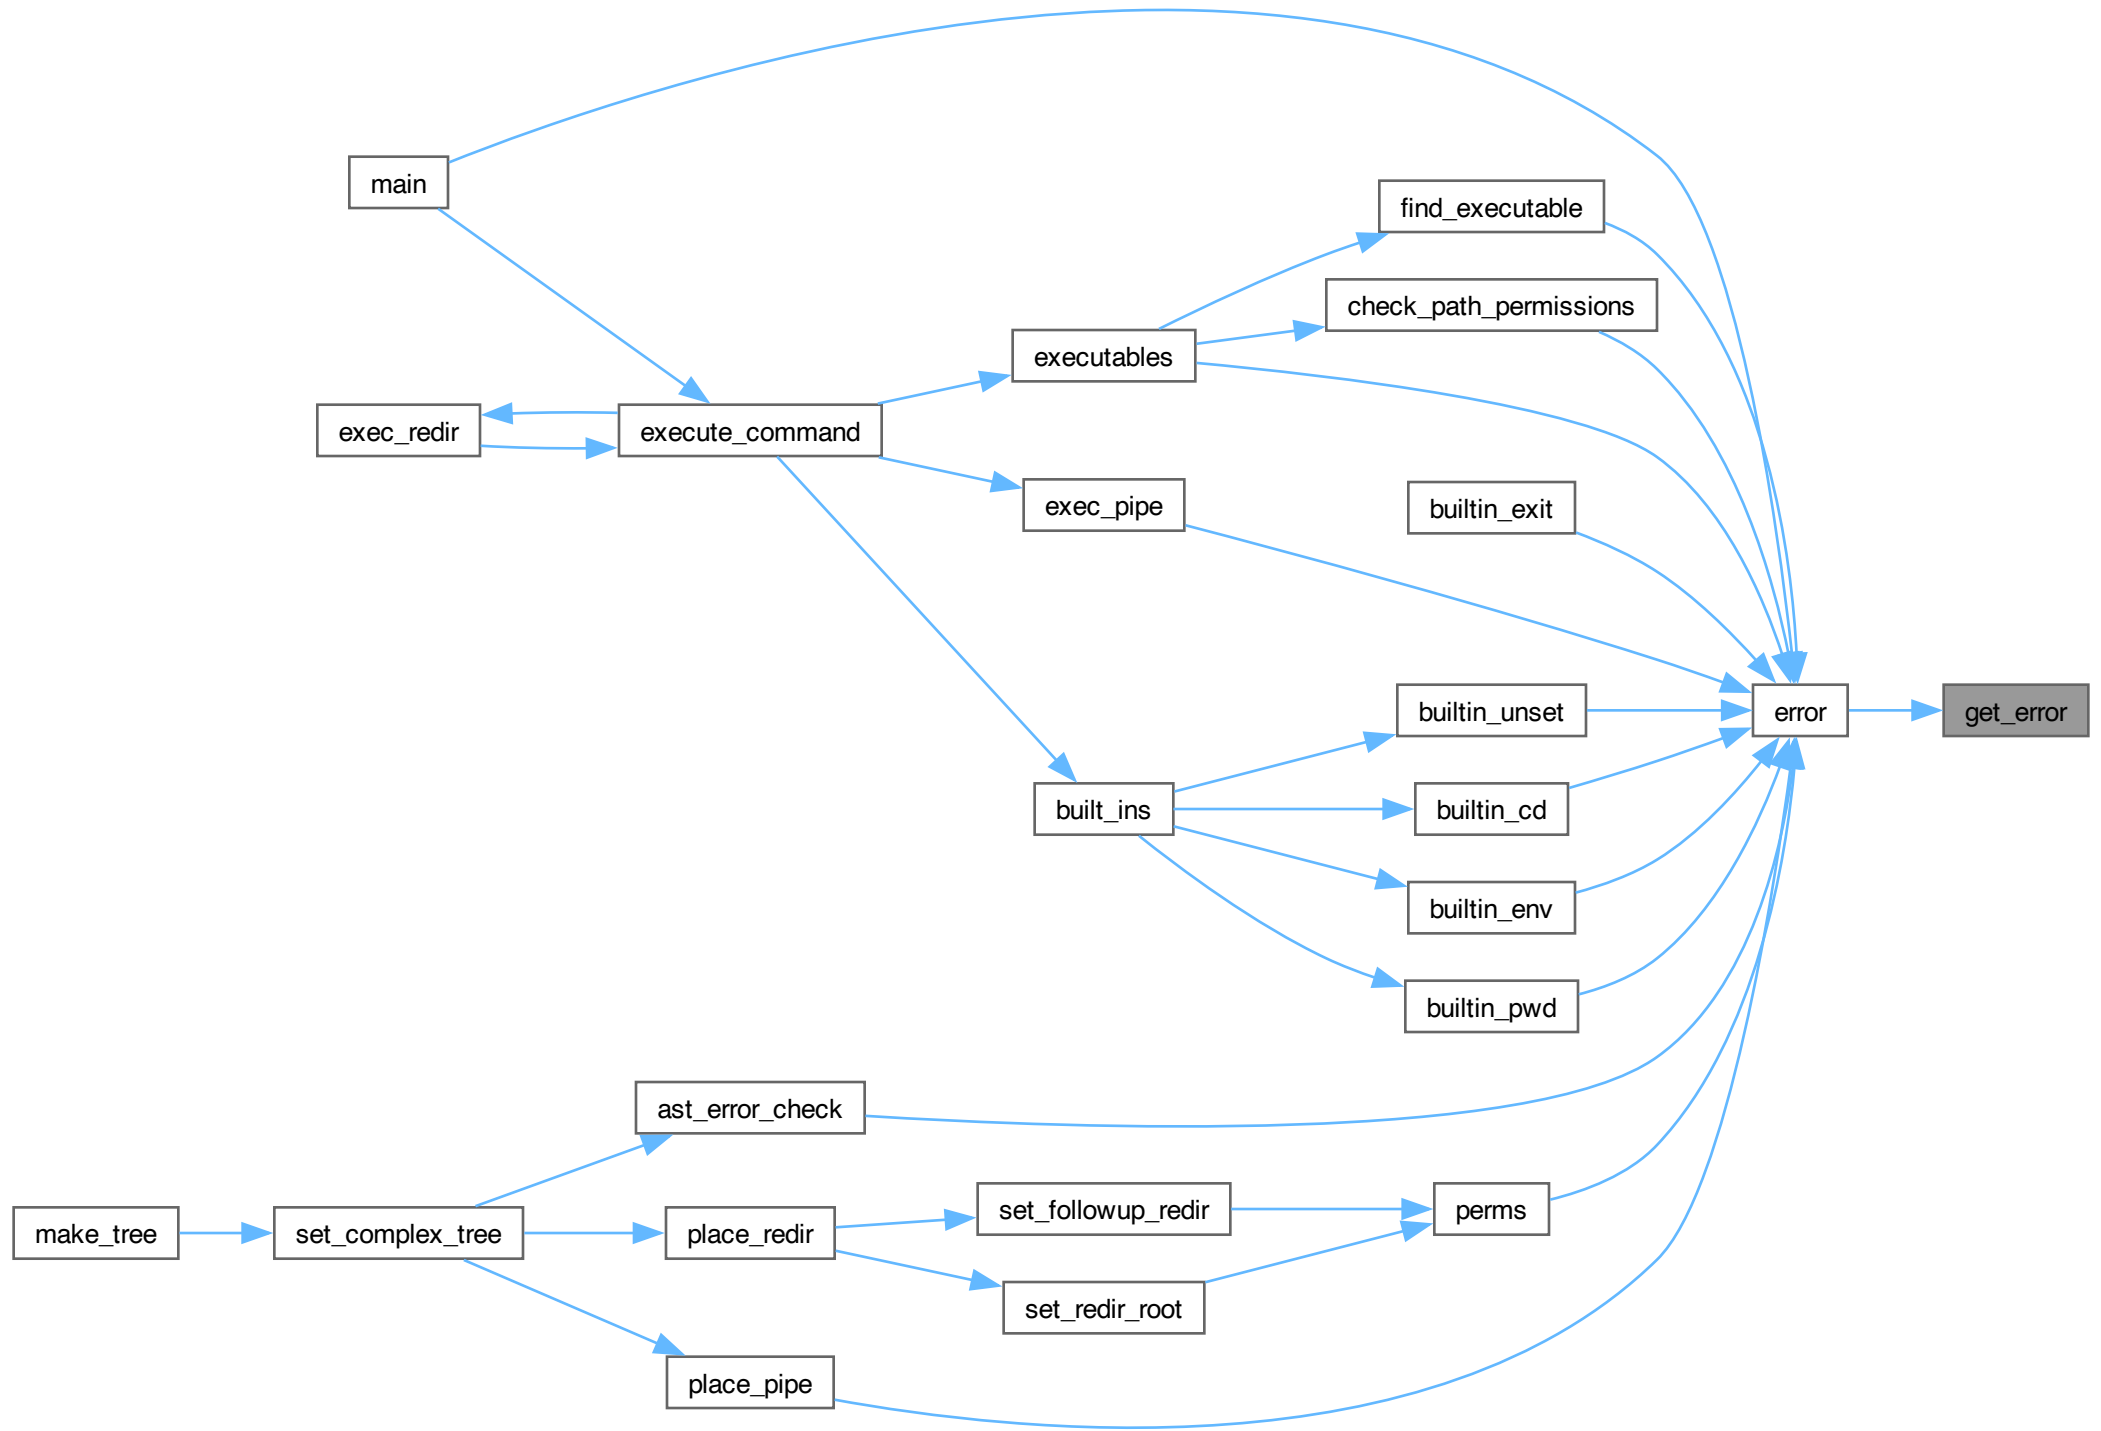 main
find_executable
check_path_permissions
executables
exec_redir
execute_command
exec_pipe
builtin_exit
builtin_unset
error
get_error
built_ins
builtin_cd
builtin_env
builtin_pwd
ast_error_check
make_tree
set_complex_tree
place_redir
set_followup_redir
perms
set_redir_root
place_pipe